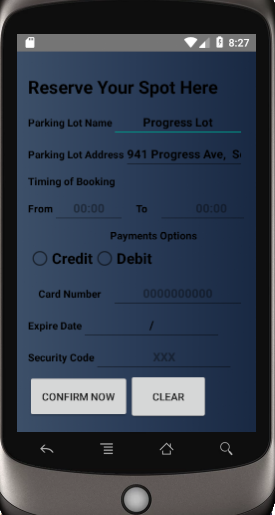 8:27
Reserve Your Spot Here
Parking Lot Name Progress Lot
Parking Lot Address 941 Progress Ave,
Timing of Booking
From 00:00 To 00:00
Payments Options
Credit Debit
Card Number 0000000000
Expire Date /
Security Code XXX
CONFIRM NOW CLEAR